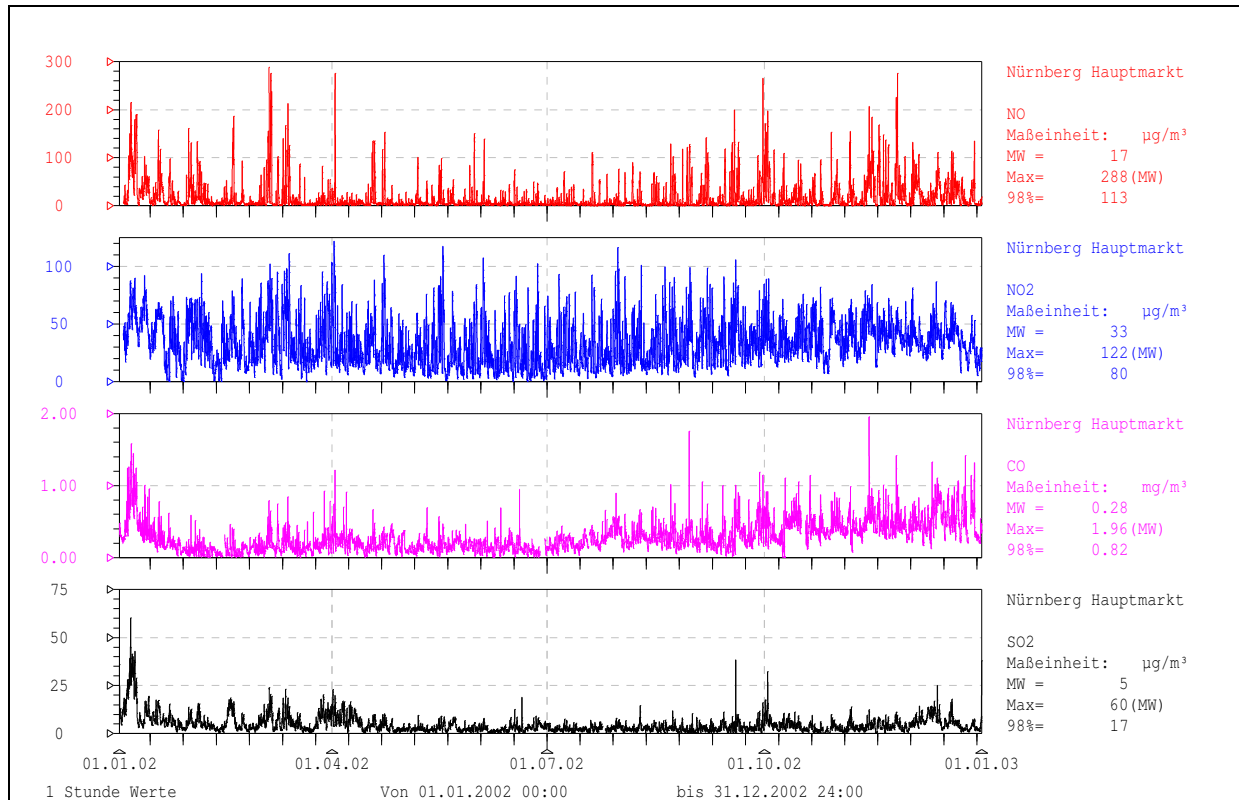 300
200
100
0
Nürnberg Hauptmarkt
NO
Maßeinheit: µg/m³
MW = 17
Max= 288(MW)
98%= 113
100
50
0
Nürnberg Hauptmarkt
NO2
Maßeinheit: µg/m³
MW = 33
Max= 122(MW)
98%= 80
2.00
1.00
0.00
Nürnberg Hauptmarkt
CO
Maßeinheit: mg/m³
MW = 0.28
Max= 1.96(MW)
98%= 0.82
75
50
25
0
Nürnberg Hauptmarkt
SO2
Maßeinheit: µg/m³
MW = 5
Max= 60(MW)
98%= 17
01.01.02 01.04.02 01.07.02 01.10.02 01.01.03
1 Stunde Werte Von 01.01.2002 00:00 bis 31.12.2002 24:00